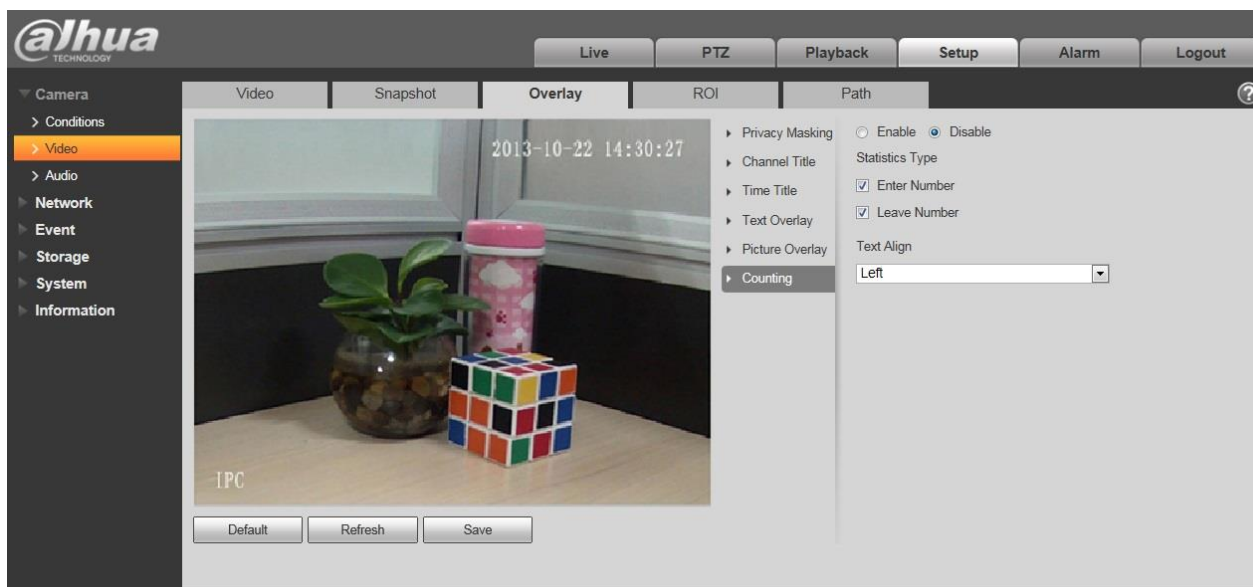 alhua
TECHNOLOGY
Live PTZ Playback Setup Alarm Logout
Camera
Conditions
Video
Audio
Network
Event
Storage
System
Information
Video Snapshot Overlay ROI Path
?
2013-10-22 14:30:27
IPC
Privacy Masking
Channel Title
Time Title
Text Overlay
Picture Overlay
Counting
Enable Disable
Statistics Type
Enter Number
Leave Number
Text Align
Left
Default Refresh Save